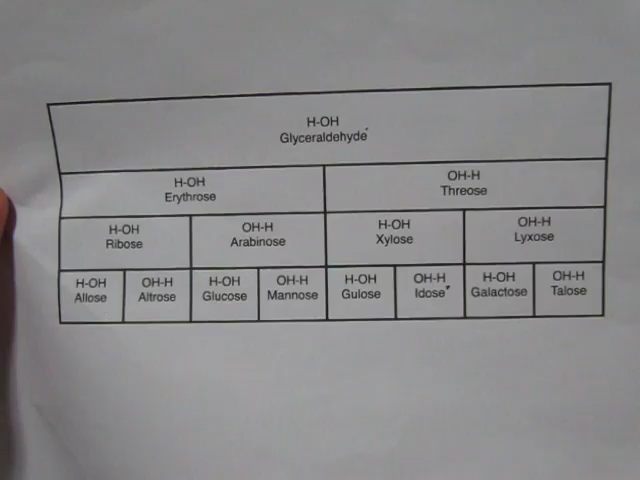 H-OH
Glyceraldehyde
H-OH
Erythrose
OH-H
Threose
H-OH
Ribose
OH-H
Arabinose
H-OH
Xylose
OH-H
Lyxose
H-OH
Allose
OH-H
Altrose
H-OH
Glucose
OH-H
Mannose
H-OH
Gulose
OH-H
Idose
H-OH
Galactose
OH-H
Talose